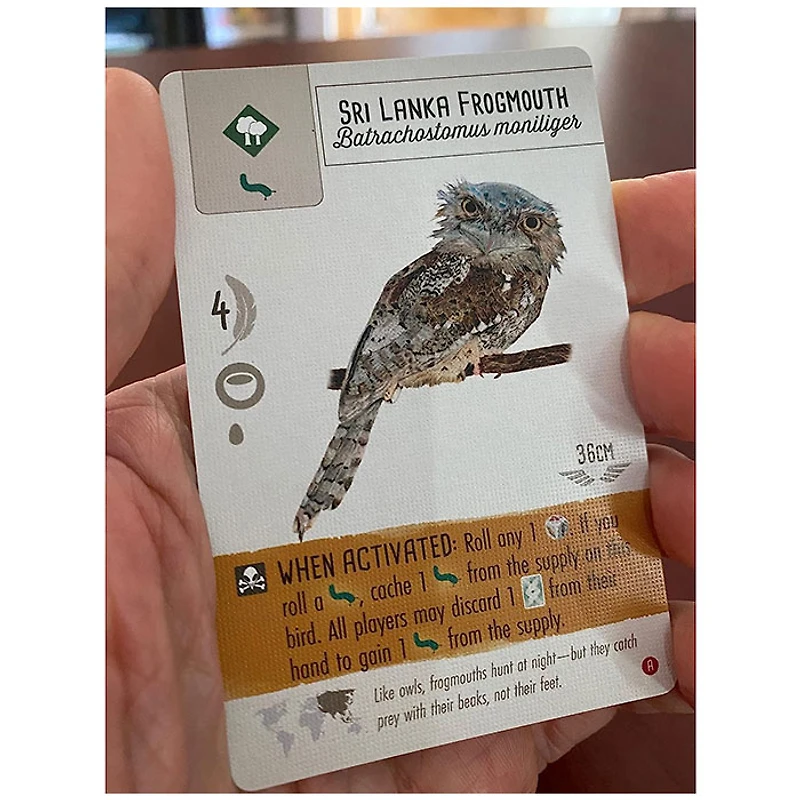 SRI LANKA FROGMOUTH
Batrachostomus moniliger
4
36CM
WHEN ACTIVATED: Roll any 1 . If you
roll a , cache 1 from the supply on this
bird. All players may discard 1 from their
hand to gain 1 from the supply.
Like owls, frogmouths hunt at night—but they catch
prey with their beaks, not their feet.
A